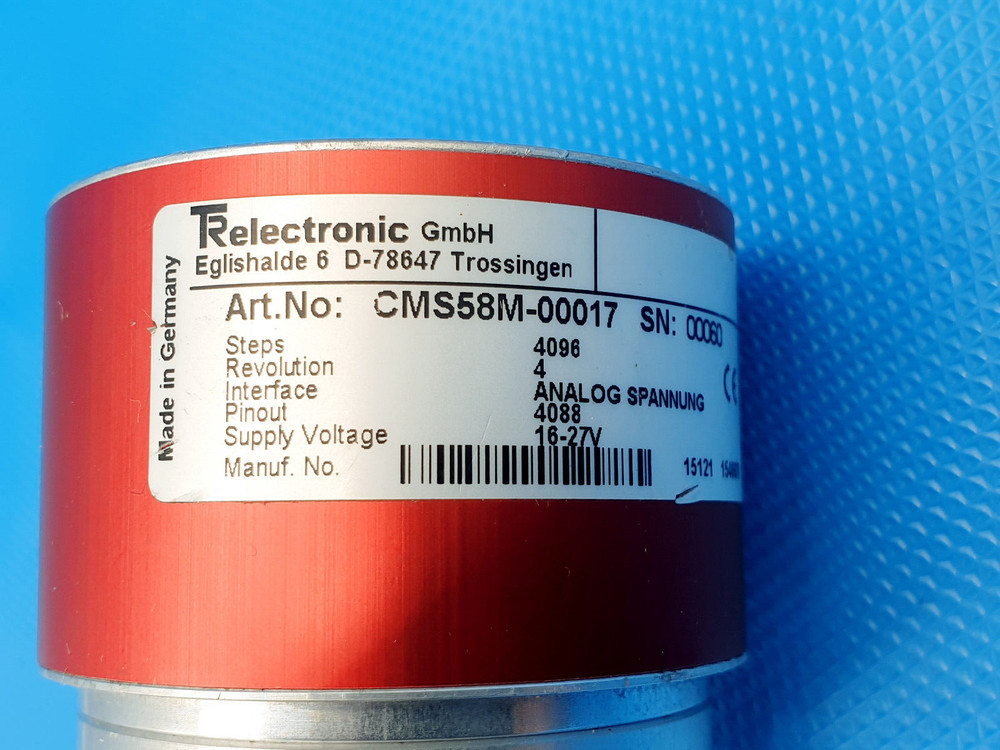 TRelectronic GmbH
Eglishalde 6 D-78647 Trossingen
Made in Germany
Art.No: CMS58M-00017 SN: 00060
Steps 4096
Revolution 4
Interface ANALOG SPANNUNG
CE
Pinout 4088
Supply Voltage 16-27V
Manuf. No. 15121